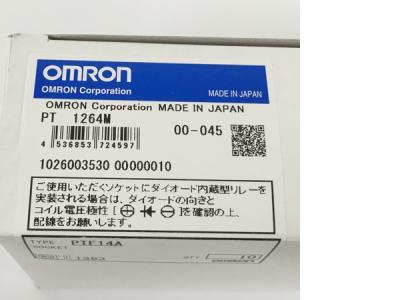 OMRON
OMRON Corporation
MADE IN JAPAN
OMRON Corporation MADE IN JAPAN
PT 1264M
00-045
4 536853 724597
1026003530 00000010
ご使用いただくソケットにダイオード内蔵型リレーを
実装する場合は、ダイオードの向きと
コイル電圧極性[⊕ ⊖]を確認の上、
配線をお願いします。
TYPE
SOCKET
QTY 10